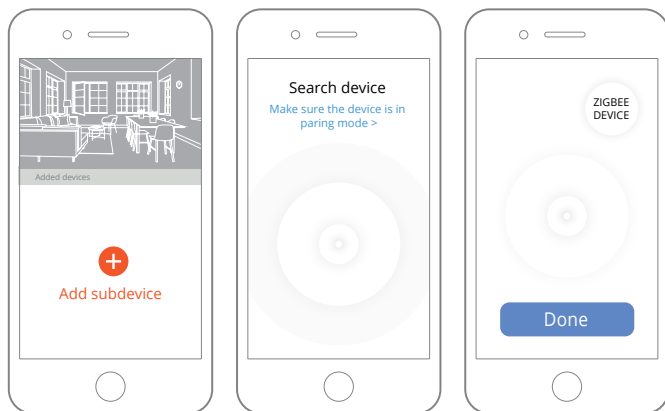 Added devices
Add subdevice
Search device
Make sure the device is in
paring mode >
ZIGBEE
DEVICE
Done